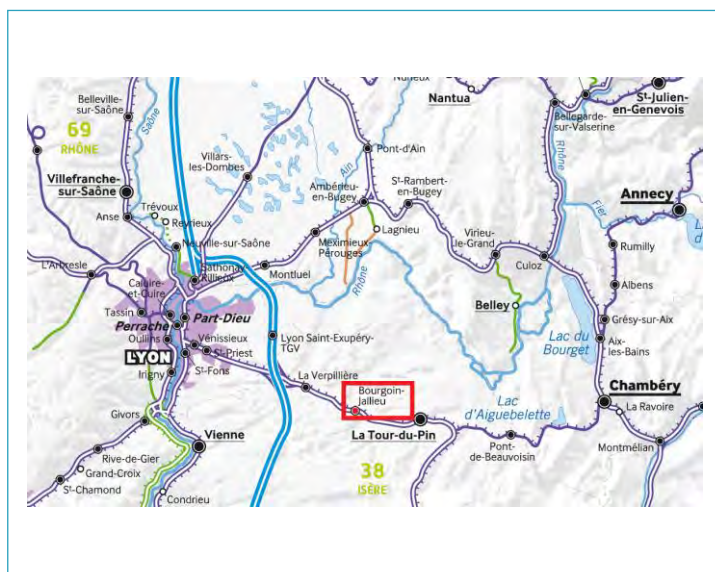 Nurieux
Belleville-
sur-Saône
69
RHÔNE
Saône
Nantua
St-Julien-
en-Genevois
Bellegarde-
sur-Valserine
Villars-
les-Dombes
Ain
Pont-d'Ain
Rhône
Villefranche-
sur-Saône
Trévoux
Reyrieux
Anse
Ambérieu-
en-Bugey
St-Rambert-
en-Bugey
Annecy
Fier
Lagnieu
Virieu-
le-Grand
Rumilly
Neuville-sur-Saône
Meximieux-
Pérouges
Culoz
L'Arbresle
Sathonay-
Rillieux
Montluel
Rhône
Albens
Caluire-
et-Cuire
Tassin
Part-Dieu
Perrache
Belley
Grésy-sur-Aix
Oullins
Vénissieux
Lyon Saint-Exupéry-
TGV
Lac du
Bourget
Aix-
les-Bains
LYON
St-Priest
Irigny
St-Fons
La Verpillière
Bourgoin-
Jallieu
Lac
d'Aiguebelette
Chambéry
La Ravoire
Givors
La Tour-du-Pin
Pont-
de-Beauvoisin
Montmélian
Vienne
Rive-de-Gier
Grand-Croix
St-Chamond
38
ISÈRE
Condrieu